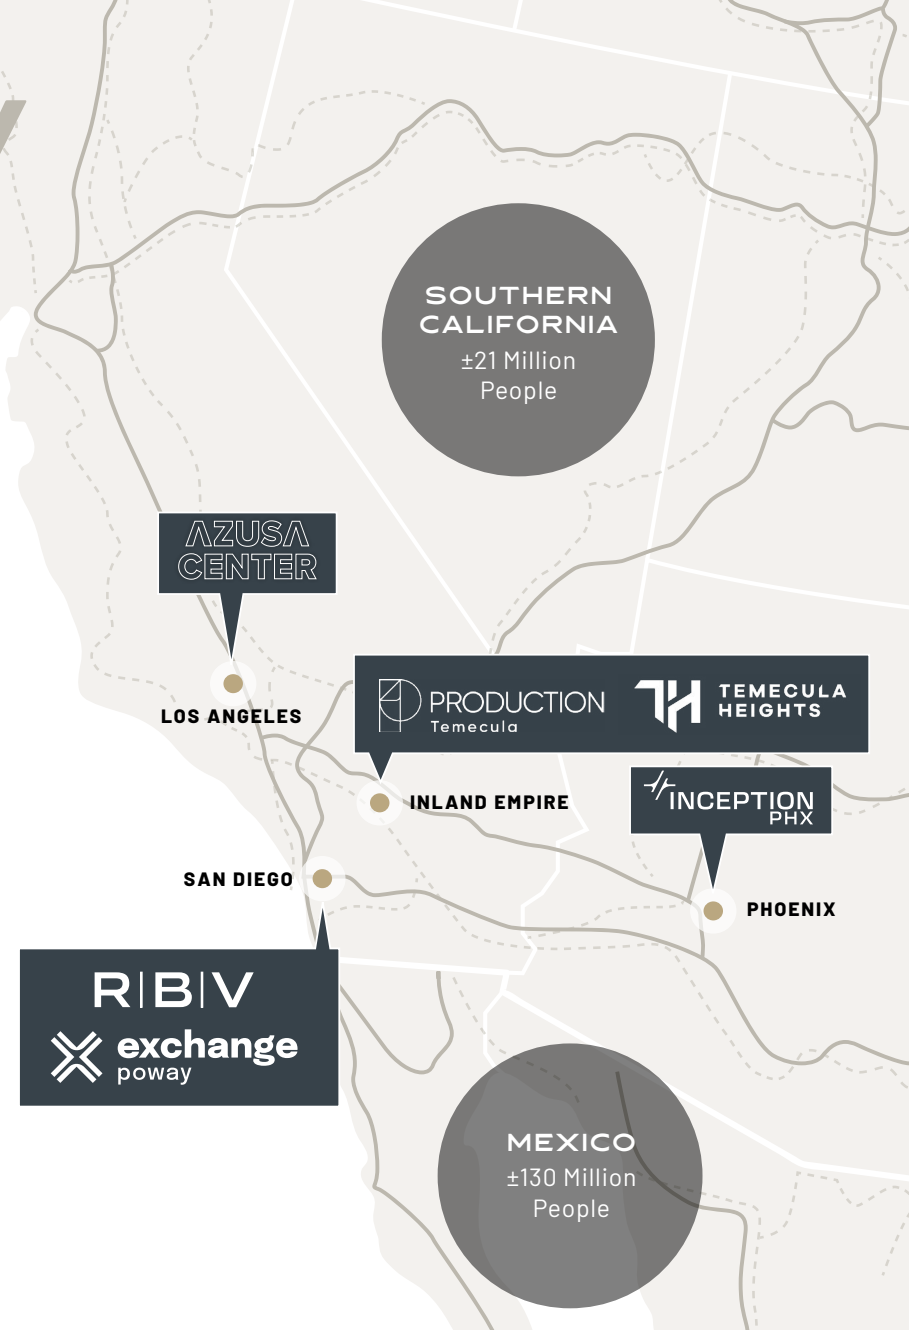 SOUTHERN
CALIFORNIA
±21 Million
People
AZUSA
CENTER
LOS ANGELES
PRODUCTION
Temecula
TH TEMECULA
HEIGHTS
INLAND EMPIRE
INCEPTION
PHX
SAN DIEGO
PHOENIX
R|B|V
exchange
poway
MEXICO
±130 Million
People